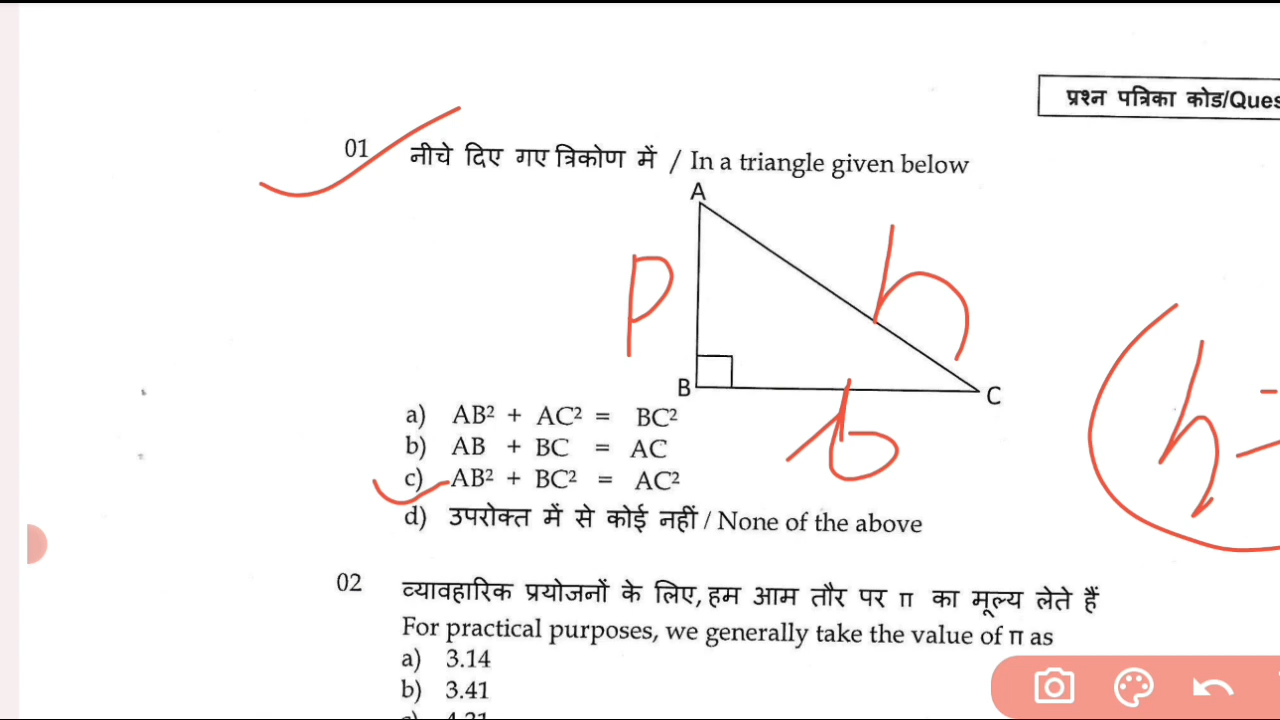 प्रश्न पत्रिका कोड/Ques
01 नीचे दिए गए त्रिकोण में / In a triangle given below
A
P
h
B
C
b
h =
a) AB² + AC² = BC²
b) AB + BC = AC
c) AB² + BC² = AC²
d) उपरोक्त में से कोई नहीं / None of the above
02 व्यावहारिक प्रयोजनों के लिए, हम आम तौर पर π का मूल्य लेते हैं
For practical purposes, we generally take the value of π as
a) 3.14
b) 3.41